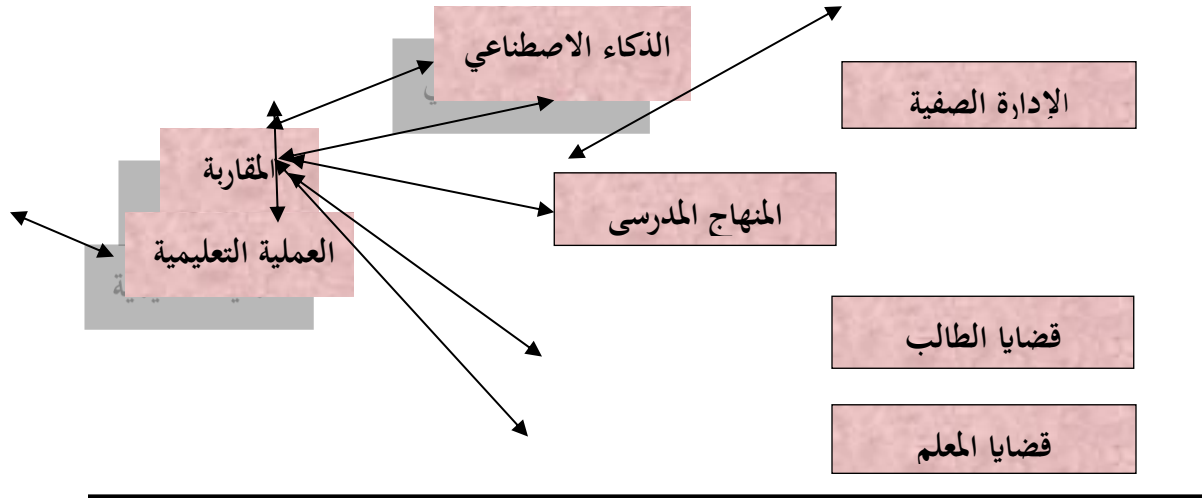 الذكاء الاصطناعي
الإدارة الصفية
المقاربة
المنهاج المدرسى
العملية التعليمية
قضايا الطالب
قضايا المعلم